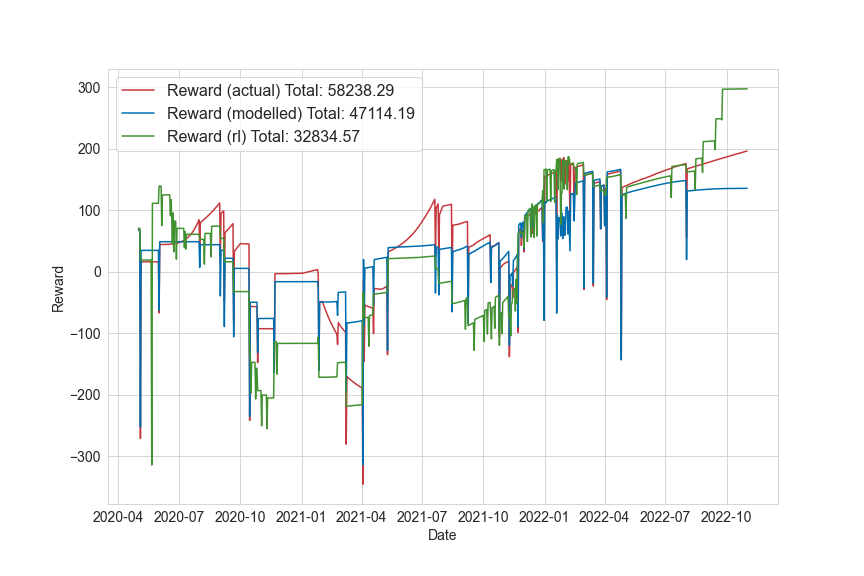 Reward (actual) Total: 58238.29
Reward (modelled) Total: 47114.19
Reward (rl) Total: 32834.57
300
200
100
0
−100
−200
−300
Reward
2020-04 2020-07 2020-10 2021-01 2021-04 2021-07 2021-10 2022-01 2022-04 2022-07 2022-10
Date